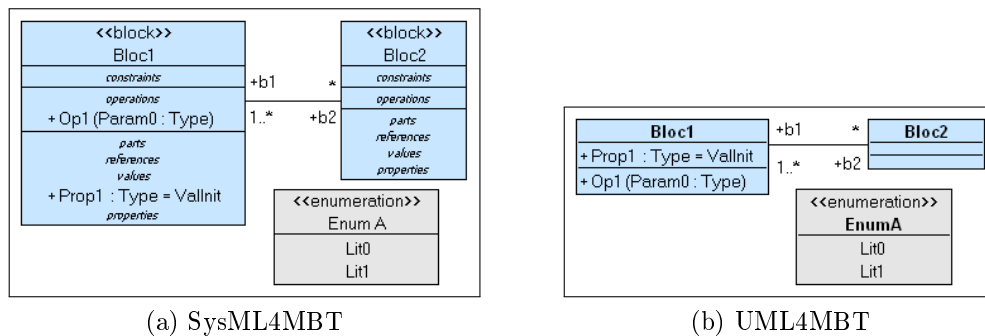 <<block>>
Bloc1
constraints
operations
+ Op1 (Param0 : Type)
parts
references
values
+ Prop1 : Type = ValInit
properties
+b1
*
1..*
+b2
<<block>>
Bloc2
constraints
operations
parts
references
values
properties
<<enumeration>>
Enum A
Lit0
Lit1
(a) SysML4MBT
Bloc1
+ Prop1 : Type = ValInit
+ Op1 (Param0 : Type)
+b1
*
1..*
+b2
Bloc2
<<enumeration>>
EnumA
Lit0
Lit1
(b) UML4MBT